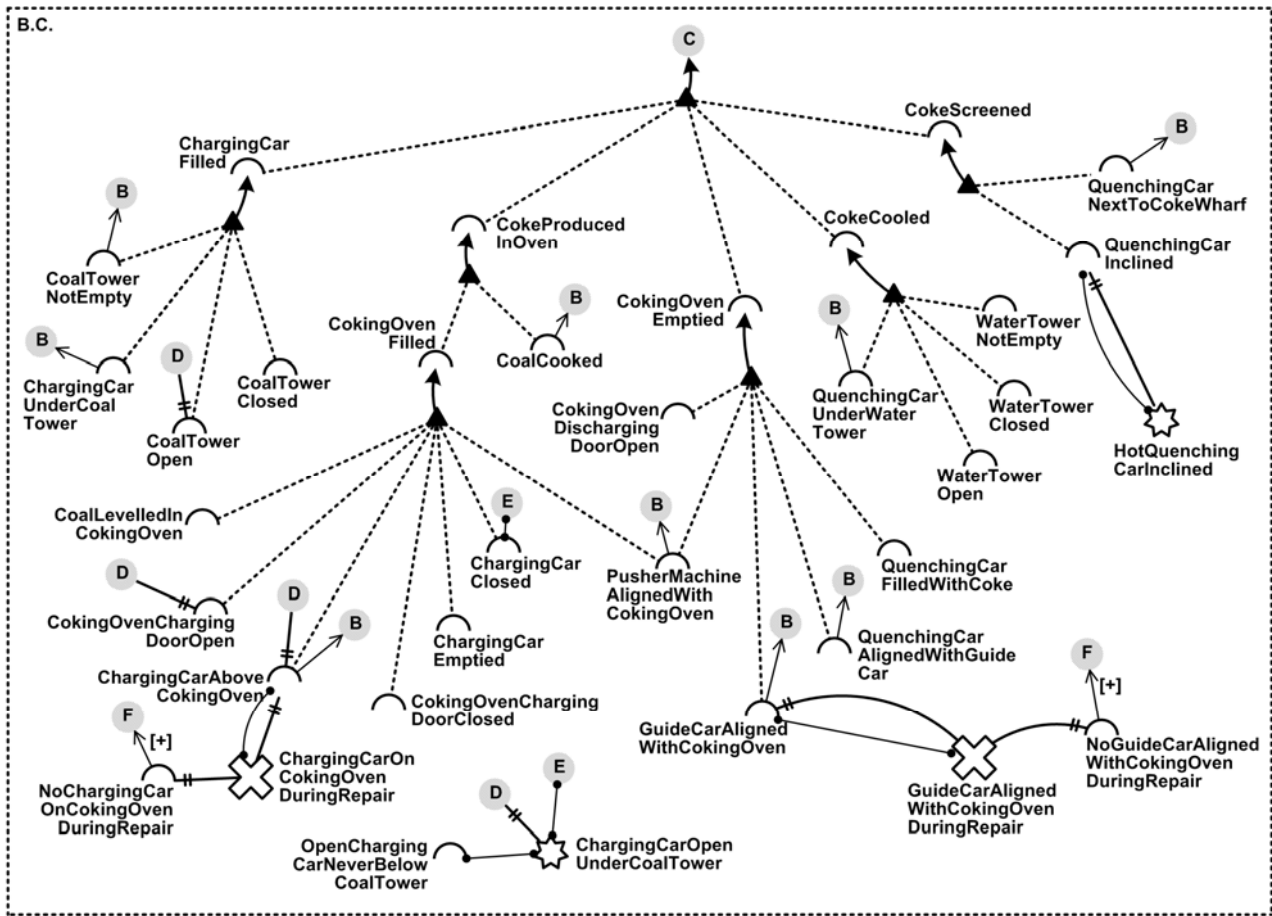 B.C.
C
CokeScreened
ChargingCar
Filled
B
B
QuenchingCar
NextToCokeWharf
CokeProduced
InOven
CokeCooled
QuenchingCar
Inclined
CoalTower
NotEmpty
B
CokingOven
Emptied
B
WaterTower
NotEmpty
CokingOven
Filled
B
D
CoalCooked
ChargingCar
UnderCoal
Tower
CoalTower
Closed
QuenchingCar
UnderWater
Tower
WaterTower
Closed
CoalTower
Open
CokingOven
Discharging
DoorOpen
HotQuenching
CarInclined
WaterTower
Open
CoalLevelledIn
CokingOven
E
B
ChargingCar
Closed
PusherMachine
AlignedWith
CokingOven
QuenchingCar
FilledWithCoke
D
CokingOvenCharging
DoorOpen
D
B
ChargingCar
Emptied
B
B
QuenchingCar
AlignedWithGuide
Car
ChargingCarAbove
CokingOven
CokingOvenCharging
DoorClosed
F
[+]
GuideCarAligned
WithCokingOven
F
[+]
NoChargingCar
OnCokingOven
DuringRepair
ChargingCarOn
CokingOven
DuringRepair
NoGuideCarAligned
WithCokingOven
DuringRepair
GuideCarAligned
WithCokingOven
DuringRepair
D
E
OpenCharging
CarNeverBelow
CoalTower
ChargingCarOpen
UnderCoalTower